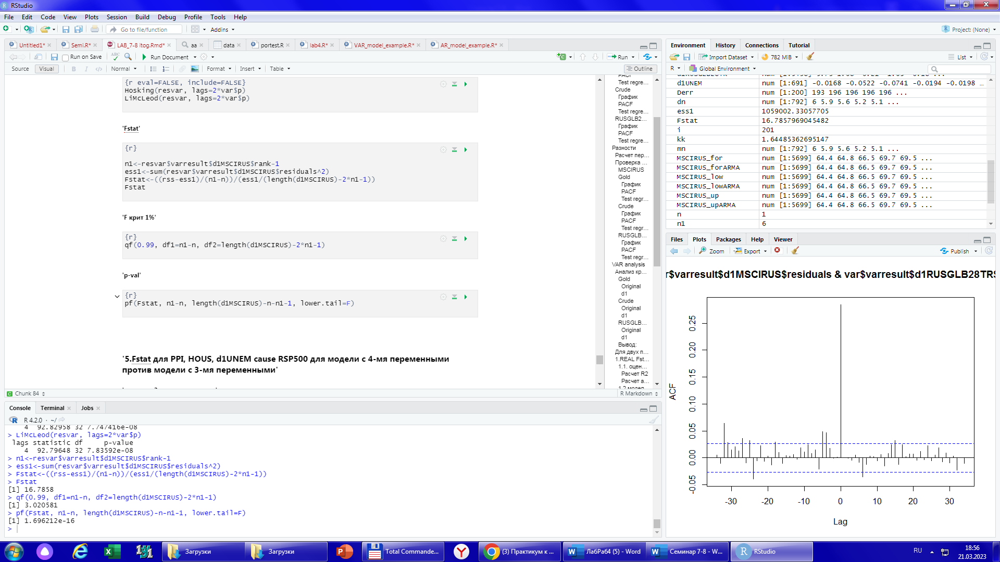 RStudio
File Edit Code View Plots Session Build Debug Profile Tools Help
Go to file/function Addins Project: (None)
Untitled1* Semi.R* LAB_7-8 itog.Rmd* aa data portest.R lab4.R* VAR_model_example.R* AR_model_example.R*
Run on Save ABC Run Document Run
Source Visual B I </> Normal Format Insert Table Outline
{r eval=FALSE, include=FALSE}
Hosking(resvar, lags=2*var$p)
LiMcLeod(resvar, lags=2*var$p)
'Fstat'
{r}
n1<-resvar$varresult$d1MSCIRUS$rank-1
ess1<-sum(resvar$varresult$d1MSCIRUS$residuals^2)
Fstat<-((rss-ess1)/(n1-n))/(ess1/(length(d1MSCIRUS)-2*n1-1))
Fstat
'F крит 1%'
{r}
qf(0.99, df1=n1-n, df2=length(d1MSCIRUS)-2*n1-1)
'p-val'
{r}
pf(Fstat, n1-n, length(d1MSCIRUS)-n-n1-1, lower.tail=F)
'5.Fstat для PPI, HOUS, d1UNEM cause RSP500 для модели с 4-мя переменными
против модели с 3-мя переменными'
Chunk 84 R Markdown
PACF
Test regre...
Crude
График
PACF
Test regre...
RUSGLB2...
График
PACF
Test regre...
Разности
Расчет пер...
Проверка ...
MSCIRUS
Gold
График
PACF
Test regr...
Crude
График
PACF
Test regr...
RUSGLB...
График
PACF
Test regr...
VAR analysis
Анализ кр...
Gold
Original
d1
Crude
Original
d1
RUSGLB...
Original
d1
Вывод:
Для двух п...
1.REAL Fst...
1.1. оцен...
Расчет R2
Расчет а...
1.2 модел...
Console Terminal Jobs
R 4.2.0 · ~/
4 92.82958 32 7.747416e-08
> LiMcLeod(resvar, lags=2*var$p)
lags statistic df p-value
4 92.79648 32 7.83592e-08
> n1<-resvar$varresult$d1MSCIRUS$rank-1
> ess1<-sum(resvar$varresult$d1MSCIRUS$residuals^2)
> Fstat<-((rss-ess1)/(n1-n))/(ess1/(length(d1MSCIRUS)-2*n1-1))
> Fstat
[1] 16.7858
> qf(0.99, df1=n1-n, df2=length(d1MSCIRUS)-2*n1-1)
[1] 3.020581
> pf(Fstat, n1-n, length(d1MSCIRUS)-n-n1-1, lower.tail=F)
[1] 1.696212e-16
>
Environment History Connections Tutorial
Import Dataset 782 MiB List
R Global Environment
d1UNEM num [1:691] -0.0168 -0.0522 -0.0741 -0.0194 -0.0198 ...
Derr num [1:200] 193 196 196 196 196 ...
dn num [1:792] 6 5.9 5.6 5.2 5.1 ...
ess1 1059002.33057705
Fstat 16.7857969045482
i 201
kk 1.64485362695147
mn num [1:792] 6 5.9 5.6 5.2 5.1 ...
MSCIRUS_for num [1:5699] 64.4 64.8 66.5 69.7 69.5 ...
MSCIRUS_forARMA num [1:5699] 64.4 64.8 66.5 69.7 69.5 ...
MSCIRUS_low num [1:5699] 64.4 64.8 66.5 69.7 69.5 ...
MSCIRUS_lowARMA num [1:5699] 64.4 64.8 66.5 69.7 69.5 ...
MSCIRUS_up num [1:5699] 64.4 64.8 66.5 69.7 69.5 ...
MSCIRUS_upARMA num [1:5699] 64.4 64.8 66.5 69.7 69.5 ...
n 1
n1 6
Files Plots Packages Help Viewer
Zoom Export Publish
r$varresult$d1MSCIRUS$residuals & var$varresult$d1RUSGLB28TRS
ACF
0.25
0.20
0.15
0.10
0.05
0.00
-0.05
-30 -20 -10 0 10 20 30
Lag
Загрузки Загрузки Total Commande... (3) Практикум к ... ЛабРаб4 (5) - Word Семинар 7-8 - W... RStudio RU 18:56
21.03.2023